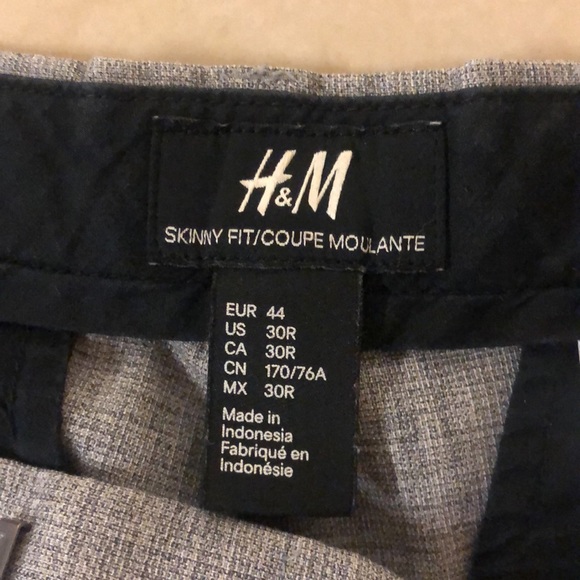 H&M
SKINNY FIT/COUPE MOULANTE
EUR 44
US 30R
CA 30R
CN 170/76A
MX 30R
Made in
Indonesia
Fabriqué en
Indonésie